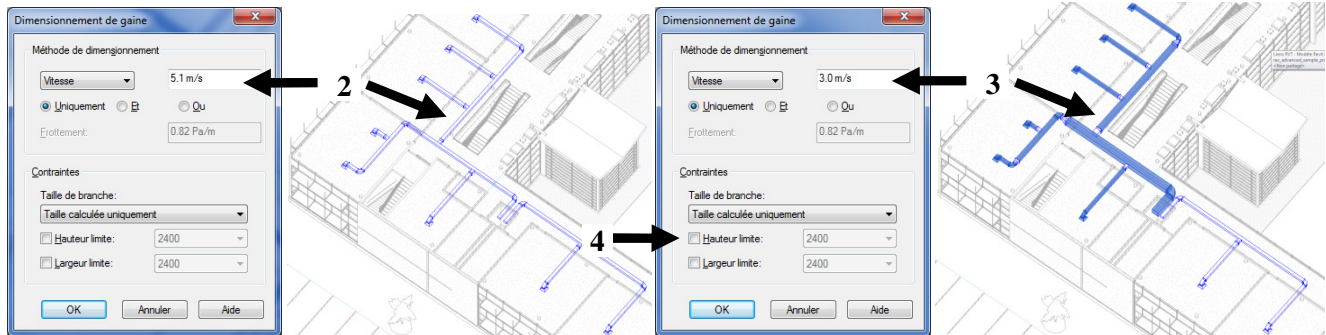 Dimensionnement de gaine
Méthode de dimensionnement
Vitesse 5.1 m/s
Uniquement Et Ou
Frottement: 0.82 Pa/m
Contraintes
Taille de branche:
Taille calculée uniquement
Hauteur limite: 2400
Largeur limite: 2400
OK Annuler Aide
2
Dimensionnement de gaine
Méthode de dimensionnement
Vitesse 3.0 m/s
Uniquement Et Ou
Frottement: 0.82 Pa/m
Contraintes
Taille de branche:
Taille calculée uniquement
4
Hauteur limite: 2400
Largeur limite: 2400
OK Annuler Aide
3